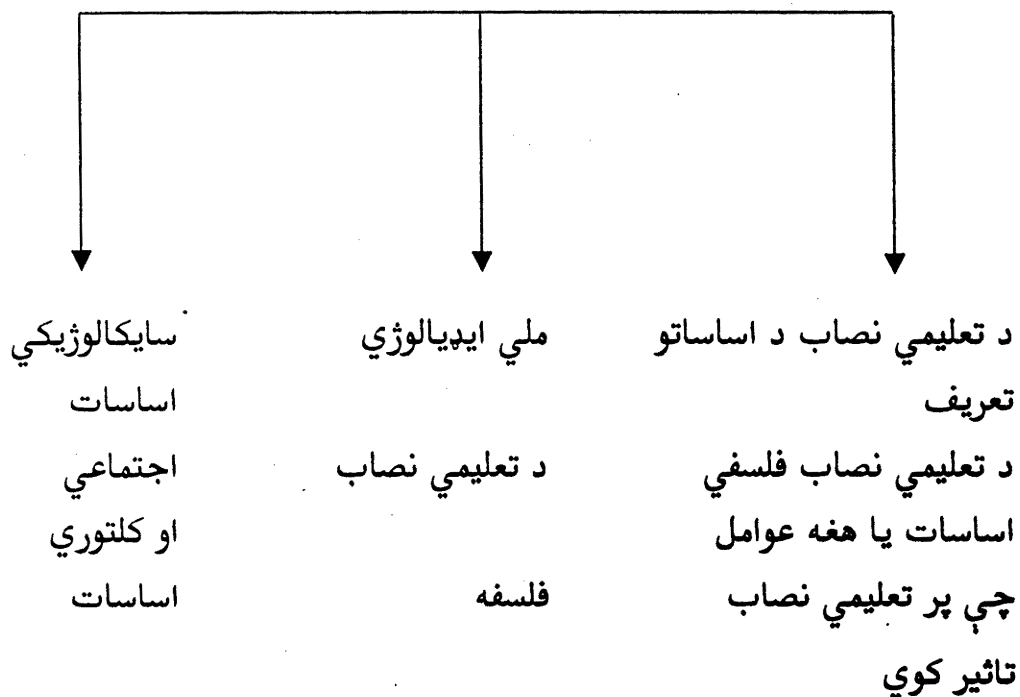 د تعليمي نصاب د اساساتو
تعريف
د تعليمي نصاب فلسفي
اساسات يا هغه عوامل
چې پر تعليمي نصاب
تاثير کوي
ملي ايډيالوژي
د تعليمي نصاب
فلسفه
سايکالوژيکي
اساسات
اجتماعي
او کلتوري
اساسات